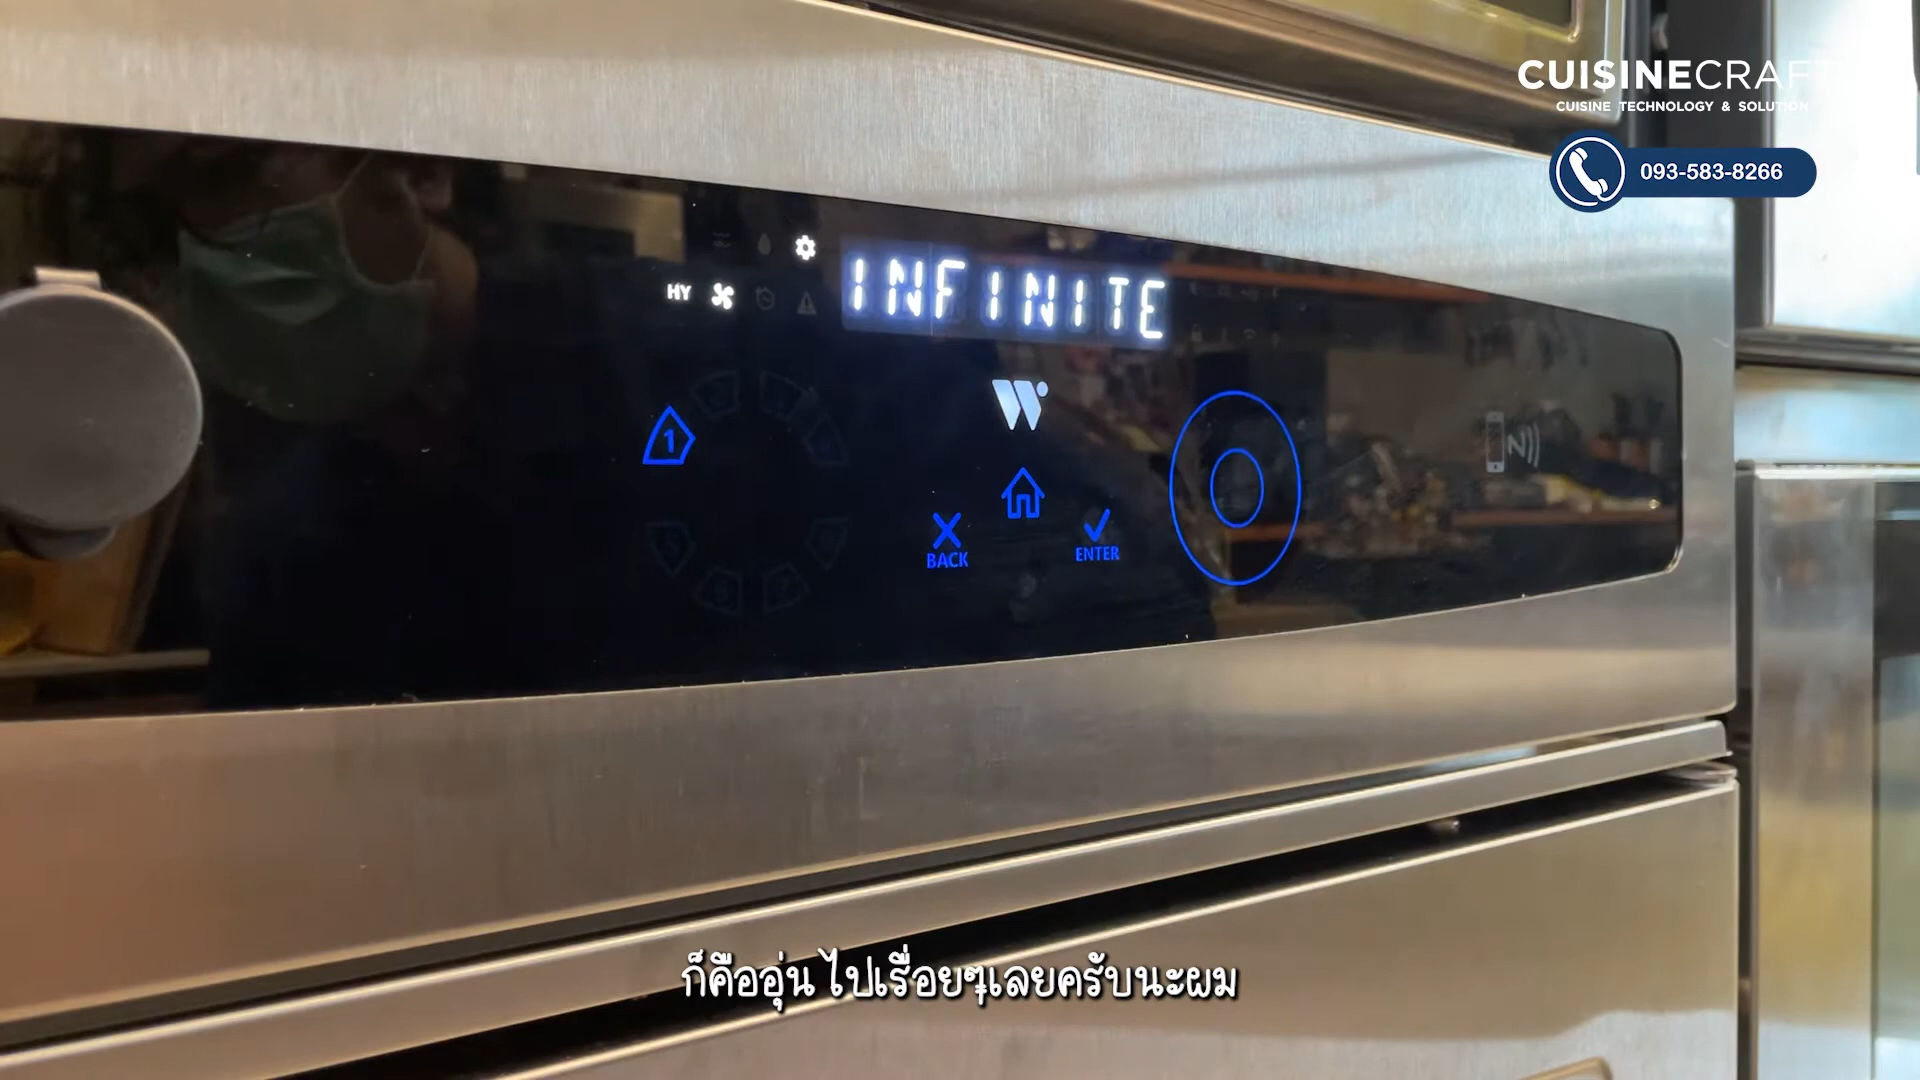 CUISINECRAFT
CUISINE TECHNOLOGY & SOLUTION
093-583-8266
INFINITE
HY
1
BACK
ENTER
ก็คืออุ่น ไปเรื่อยๆเลยครับนะผม